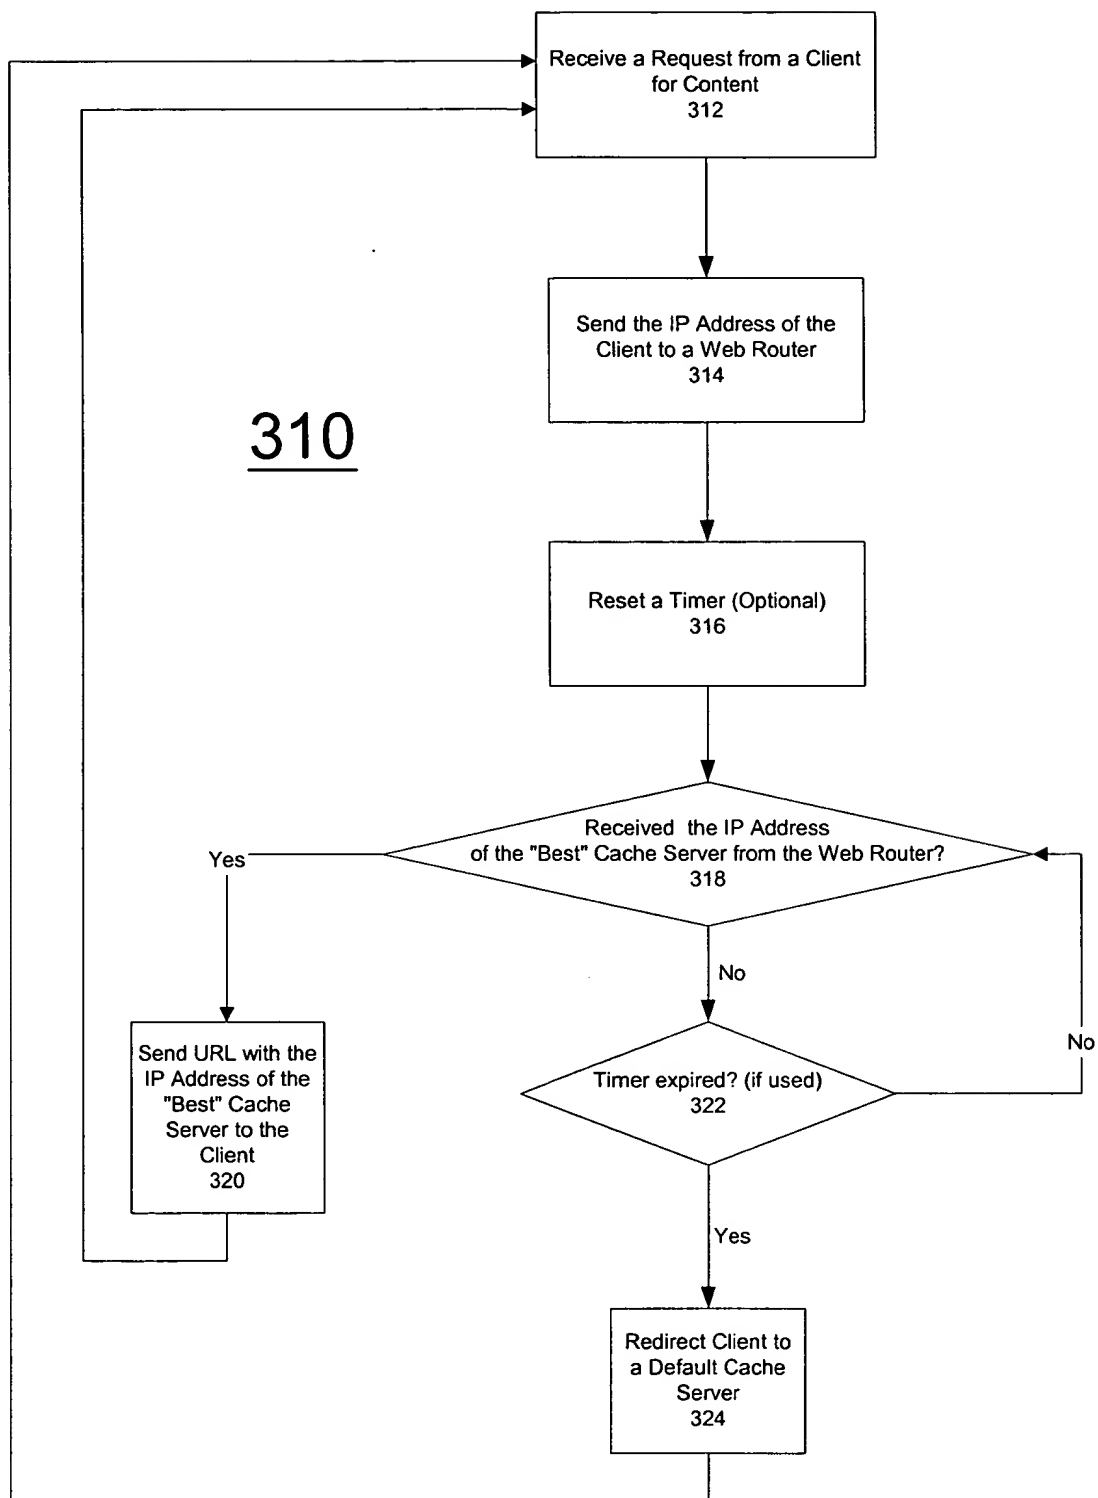 Receive a Request from a Client
for Content
312
Send the IP Address of the
Client to a Web Router
314
310
Reset a Timer (Optional)
316
Received the IP Address
of the "Best" Cache Server from the Web Router?
318
Yes
No
Send URL with the
IP Address of the
"Best" Cache
Server to the
Client
320
Timer expired? (if used)
322
No
Yes
Redirect Client to
a Default Cache
Server
324